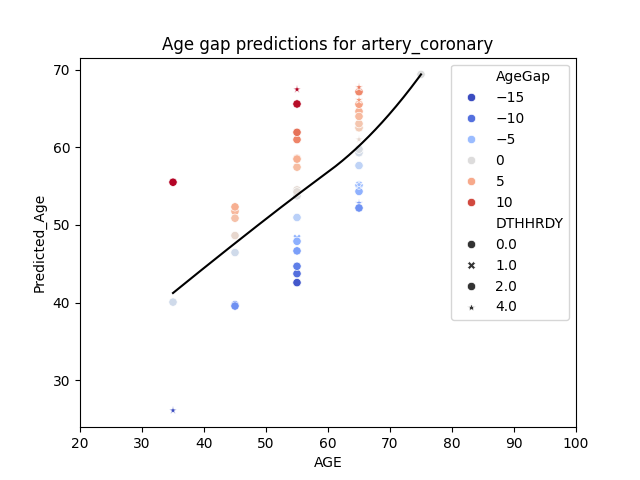 Age gap predictions for artery_coronary
Predicted_Age
70
60
50
40
30
20 30 40 50 60 70 80 90 100
AGE
AgeGap
−15
−10
−5
0
5
10
DTHHRDY
0.0
1.0
2.0
4.0